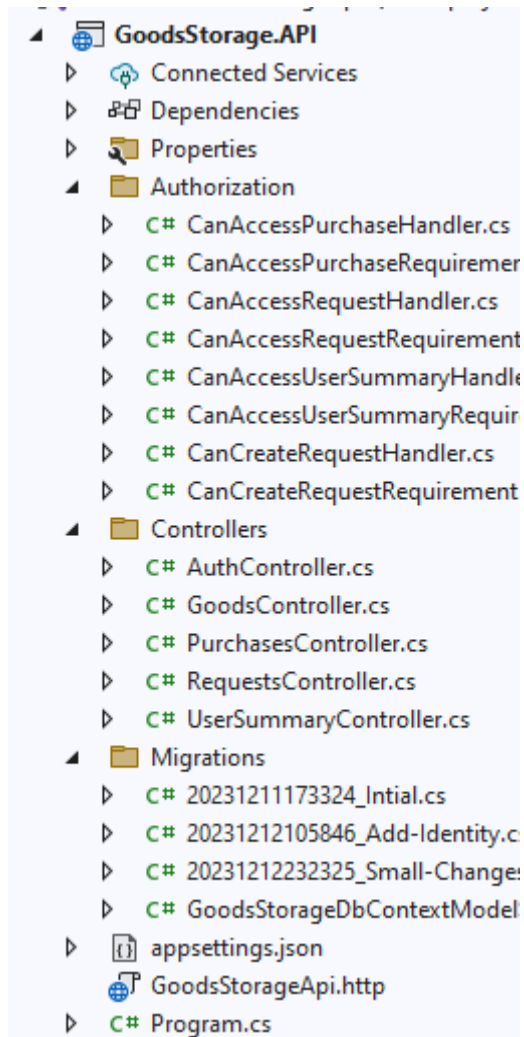 GoodsStorage.API
Connected Services
Dependencies
Properties
Authorization
C# CanAccessPurchaseHandler.cs
C# CanAccessPurchaseRequiremen
C# CanAccessRequestHandler.cs
C# CanAccessRequestRequirement
C# CanAccessUserSummaryHandle
C# CanAccessUserSummaryRequir
C# CanCreateRequestHandler.cs
C# CanCreateRequestRequirement
Controllers
C# AuthController.cs
C# GoodsController.cs
C# PurchasesController.cs
C# RequestsController.cs
C# UserSummaryController.cs
Migrations
C# 20231211173324_Intial.cs
C# 20231212105846_Add-Identity.cs
C# 20231212232325_Small-Changes
C# GoodsStorageDbContextModel
appsettings.json
GoodsStorageApi.http
C# Program.cs